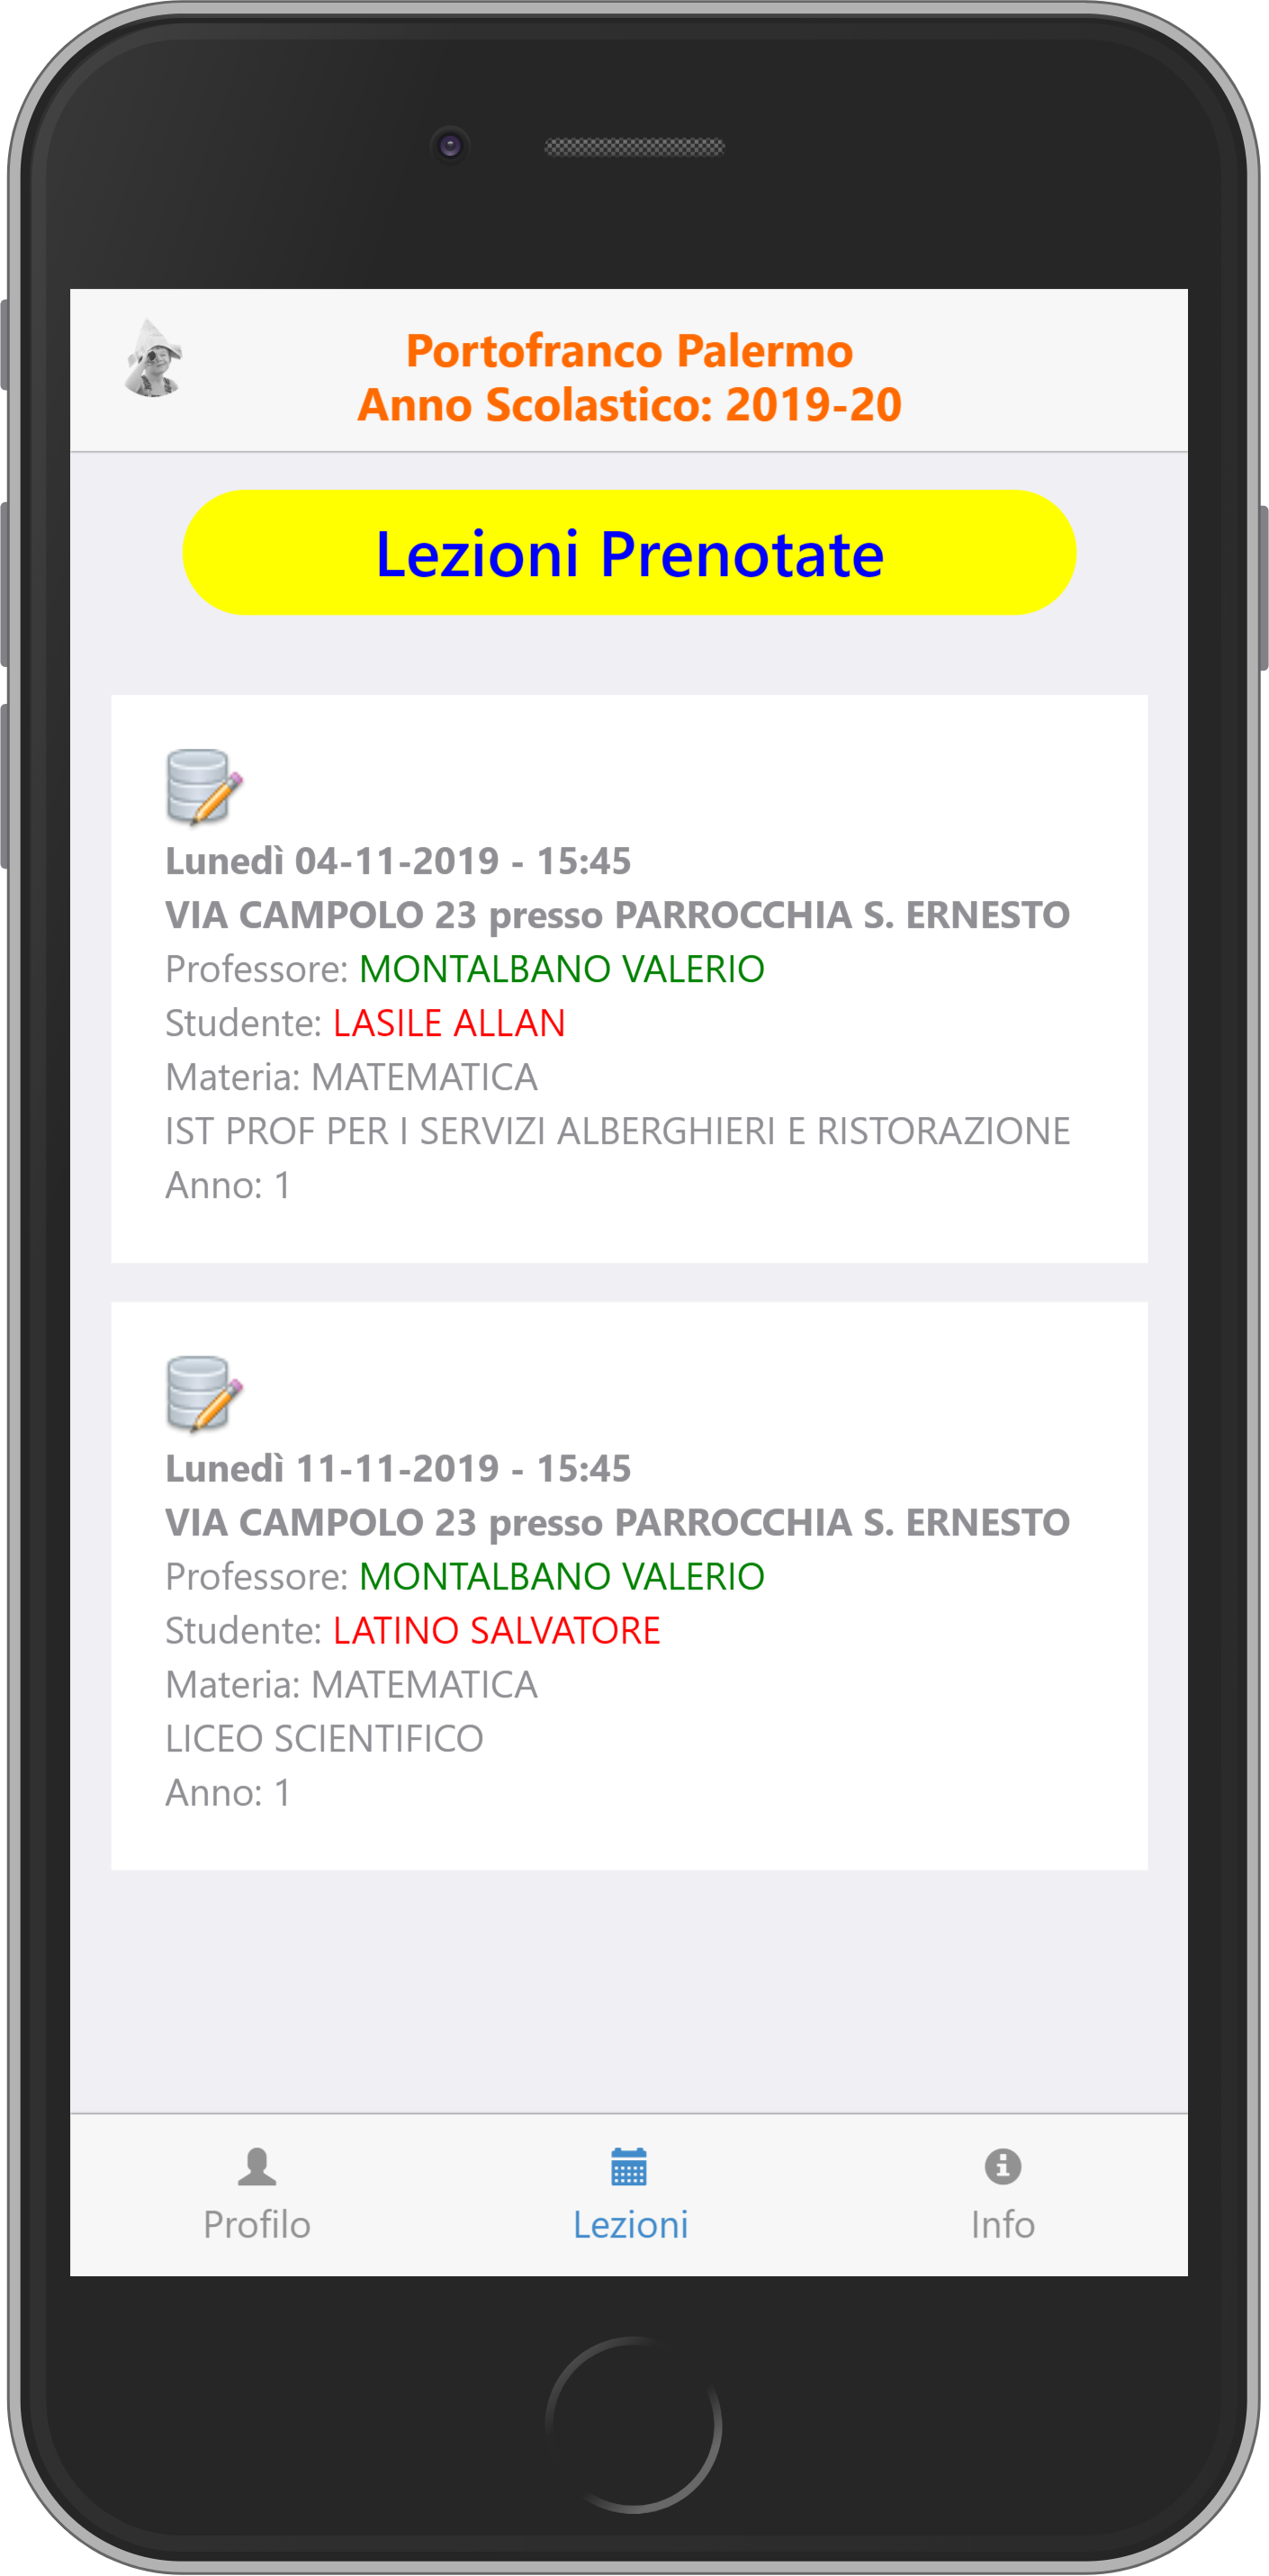 Portofranco Palermo
Anno Scolastico: 2019-20
Lezioni Prenotate
Lunedì 04-11-2019 - 15:45
VIA CAMPOLO 23 presso PARROCCHIA S. ERNESTO
Professore: MONTALBANO VALERIO
Studente: LASILE ALLAN
Materia: MATEMATICA
IST PROF PER I SERVIZI ALBERGHIERI E RISTORAZIONE
Anno: 1
Lunedì 11-11-2019 - 15:45
VIA CAMPOLO 23 presso PARROCCHIA S. ERNESTO
Professore: MONTALBANO VALERIO
Studente: LATINO SALVATORE
Materia: MATEMATICA
LICEO SCIENTIFICO
Anno: 1
Profilo
Lezioni
Info